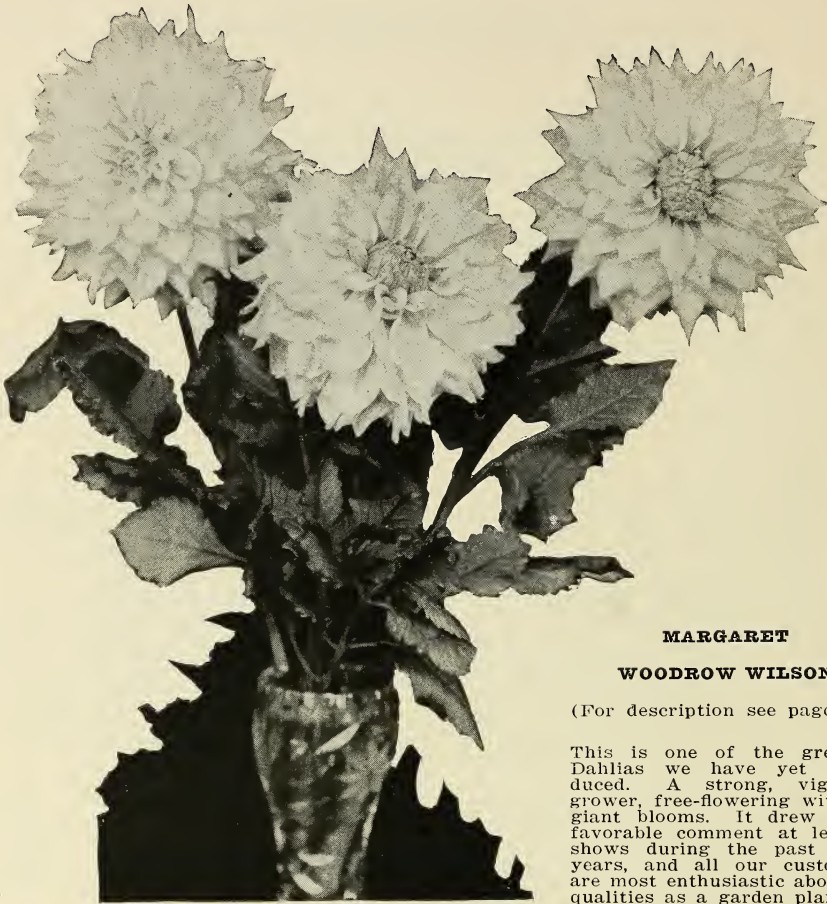 MARGARET
WOODROW WILSON
(For description see page
This is one of the gre
Dahlias we have yet
duced. A strong, vig
grower, free-flowering wi
giant blooms. It drew
favorable comment at le
shows during the past
years, and all our custo
are most enthusiastic abo
qualities as a garden pla